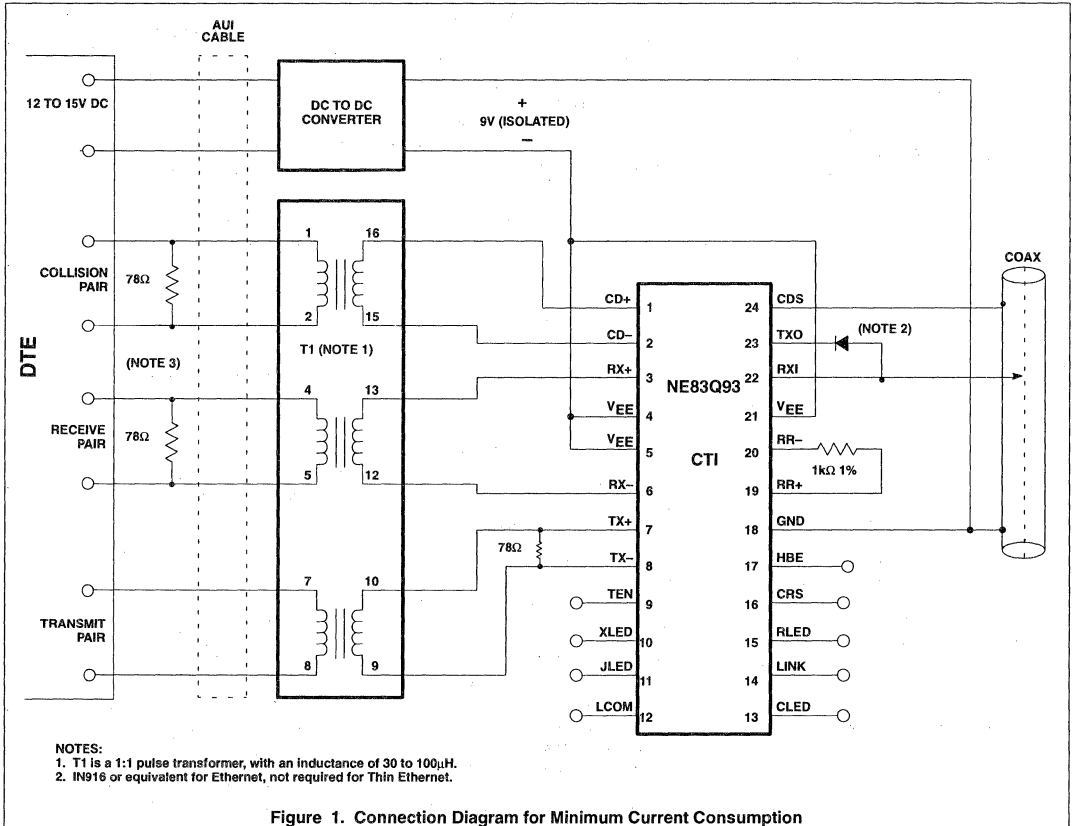 AUI
CABLE
12 TO 15V DC
DC TO DC
CONVERTER
+
9V (ISOLATED)
–
DTE
COLLISION
PAIR
78Ω
(NOTE 3)
RECEIVE
PAIR
78Ω
TRANSMIT
PAIR
1
16
2
15
T1 (NOTE 1)
4
13
5
12
7
10
8
9
78Ω
CD+
1
CD–
2
RX+
3
VEE
4
VEE
5
RX–
6
TX+
7
TX–
8
TEN
9
XLED
10
JLED
11
LCOM
12
NE83Q93
CTI
24
CDS
23
TXO
(NOTE 2)
22
RXI
21
VEE
20
RR–
1kΩ 1%
19
RR+
18
GND
17
HBE
16
CRS
15
RLED
14
LINK
13
CLED
COAX
NOTES:
1. T1 is a 1:1 pulse transformer, with an inductance of 30 to 100μH.
2. IN916 or equivalent for Ethernet, not required for Thin Ethernet.
Figure 1. Connection Diagram for Minimum Current Consumption